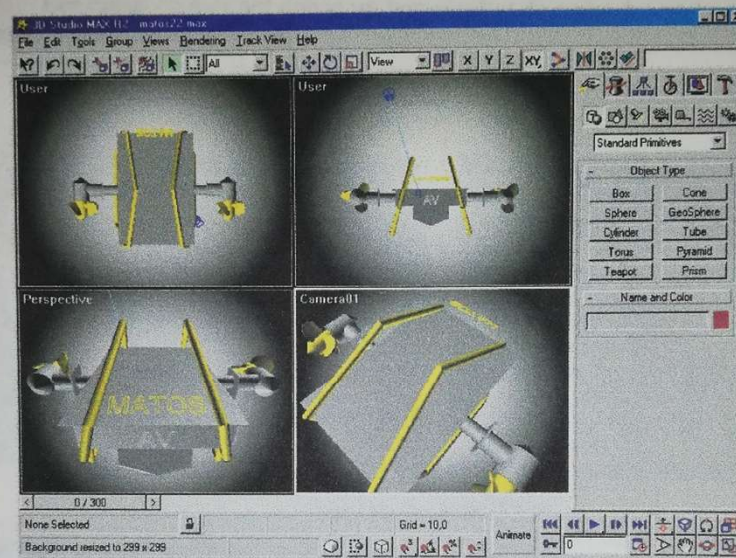 3D Studio MAX R2 - matos22.max
File Edit Tools Group Views Rendering Track View Help
All View X Y Z XY
User User
AV
Standard Primitives
- Object Type
Box Cone
Sphere GeoSphere
Cylinder Tube
Torus Pyramid
Teapot Prism
- Name and Color
Perspective Camera01
MATOS
AV
< 0 / 300 >
None Selected Grid = 10,0 Animate
Background resized to 299 x 299 0